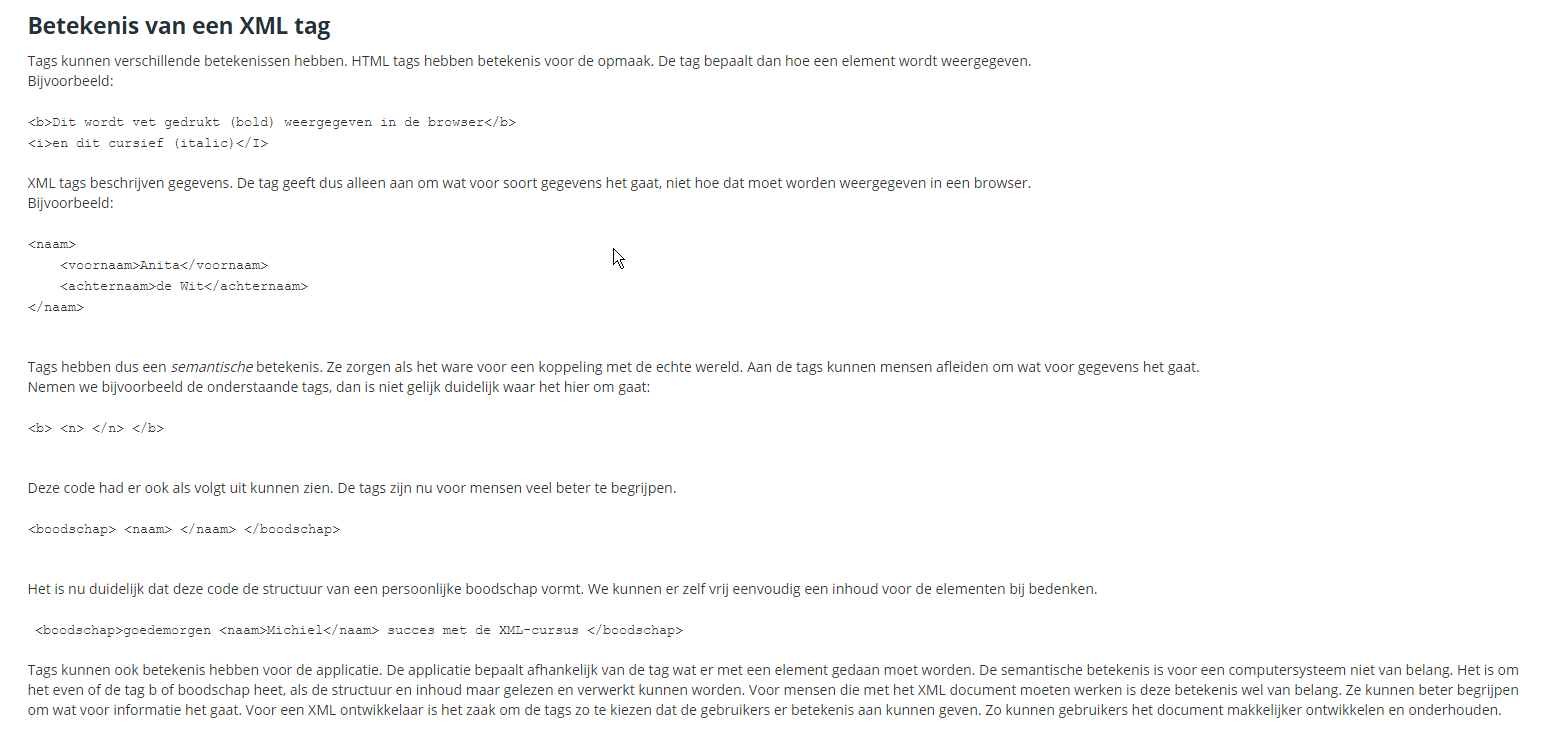 Betekenis van een XML tag
Tags kunnen verschillende betekenissen hebben. HTML tags hebben betekenis voor de opmaak. De tag bepaalt dan hoe een element wordt weergegeven.
Bijvoorbeeld:
<b>Dit wordt vet gedrukt (bold) weergegeven in de browser</b>
<i>en dit cursief (italic)</I>
XML tags beschrijven gegevens. De tag geeft dus alleen aan om wat voor soort gegevens het gaat, niet hoe dat moet worden weergegeven in een browser.
Bijvoorbeeld:
<naam>
    <voornaam>Anita</voornaam>
    <achternaam>de Wit</achternaam>
</naam>
Tags hebben dus een semantische betekenis. Ze zorgen als het ware voor een koppeling met de echte wereld. Aan de tags kunnen mensen afleiden om wat voor gegevens het gaat.
Nemen we bijvoorbeeld de onderstaande tags, dan is niet gelijk duidelijk waar het hier om gaat:
<b> <n> </n> </b>
Deze code had er ook als volgt uit kunnen zien. De tags zijn nu voor mensen veel beter te begrijpen.
<boodschap> <naam> </naam> </boodschap>
Het is nu duidelijk dat deze code de structuur van een persoonlijke boodschap vormt. We kunnen er zelf vrij eenvoudig een inhoud voor de elementen bij bedenken.
<boodschap>goedemorgen <naam>Michiel</naam> succes met de XML-cursus </boodschap>
Tags kunnen ook betekenis hebben voor de applicatie. De applicatie bepaalt afhankelijk van de tag wat er met een element gedaan moet worden. De semantische betekenis is voor een computersysteem niet van belang. Het is om
het even of de tag b of boodschap heet, als de structuur en inhoud maar gelezen en verwerkt kunnen worden. Voor mensen die met het XML document moeten werken is deze betekenis wel van belang. Ze kunnen beter begrijpen
om wat voor informatie het gaat. Voor een XML ontwikkelaar is het zaak om de tags zo te kiezen dat de gebruikers er betekenis aan kunnen geven. Zo kunnen gebruikers het document makkelijker ontwikkelen en onderhouden.